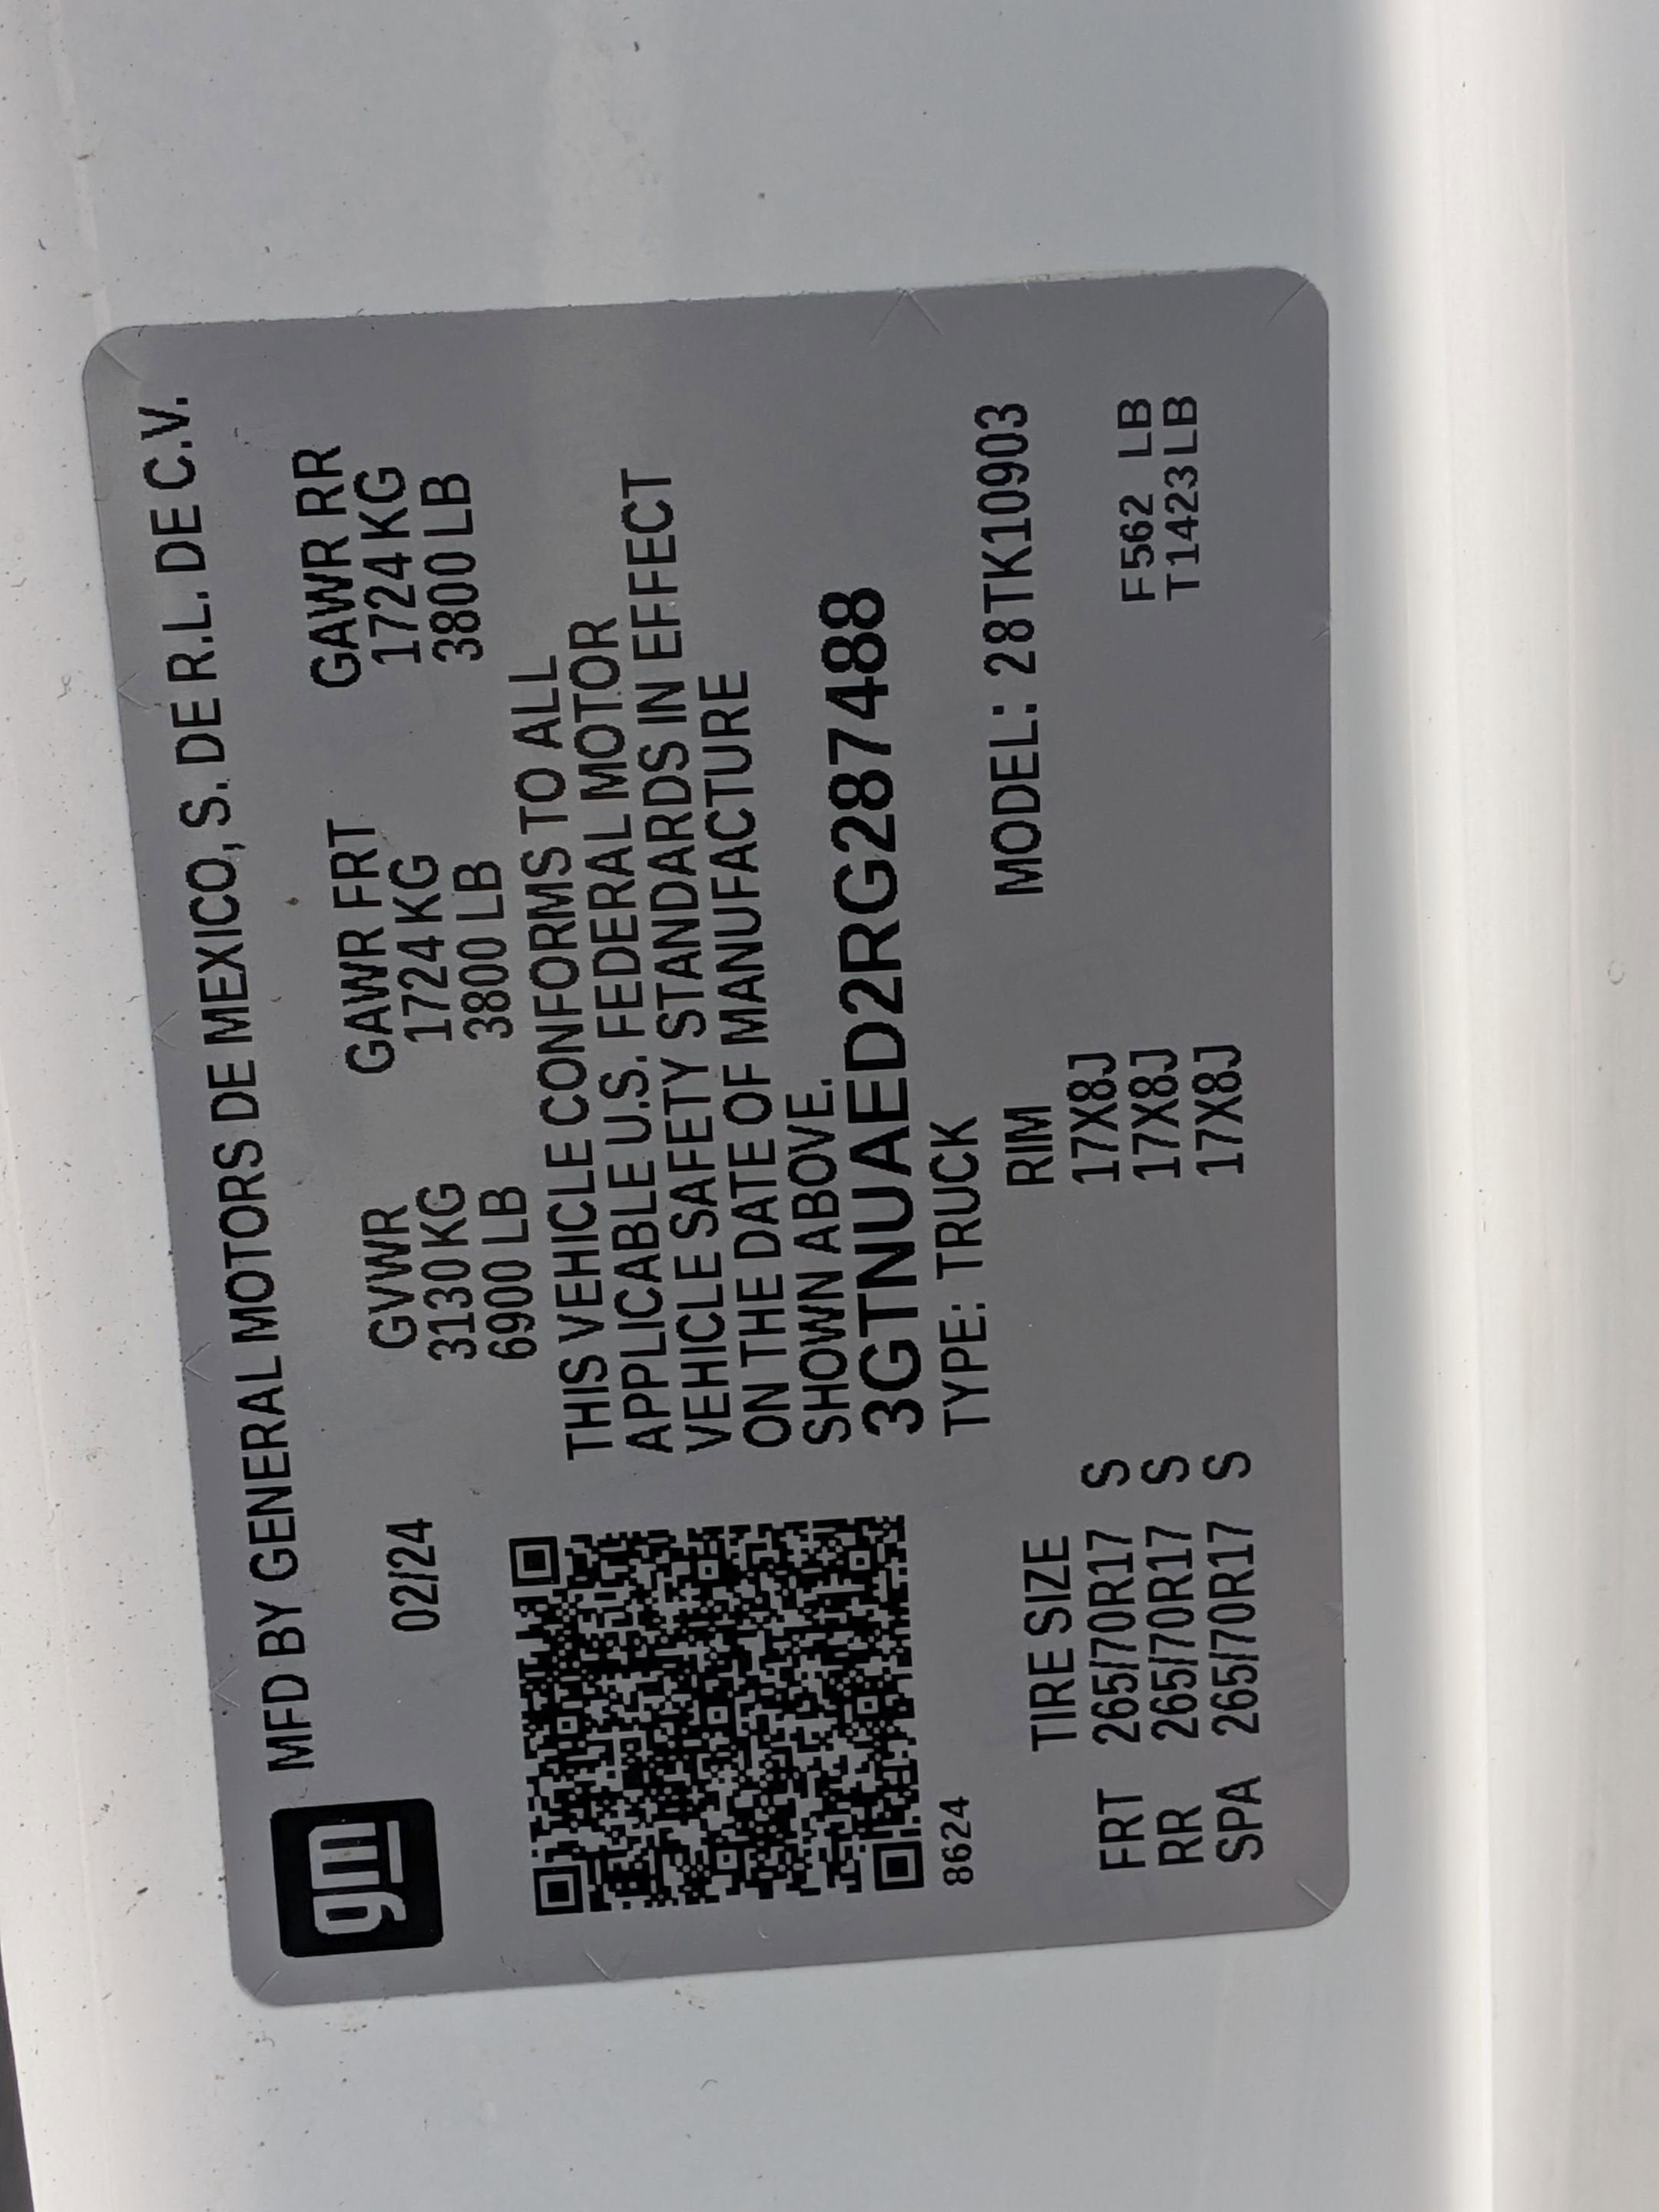 gm
MFD BY GENERAL MOTORS DE MEXICO, S. DE R.L. DE C.V.
02/24 GVWR GAWR FRT GAWR RR
3130 KG 1724 KG 1724 KG
6900 LB 3800 LB 3800 LB
THIS VEHICLE CONFORMS TO ALL
APPLICABLE U.S. FEDERAL MOTOR
VEHICLE SAFETY STANDARDS IN EFFECT
ON THE DATE OF MANUFACTURE
SHOWN ABOVE.
3GTNUAED2RG287488
8624
TYPE: TRUCK MODEL: 28TK10903
TIRE SIZE RIM
FRT 265/70R17 S 17X8J
RR 265/70R17 S 17X8J
SPA 265/70R17 S 17X8J
F562 LB
T1423LB